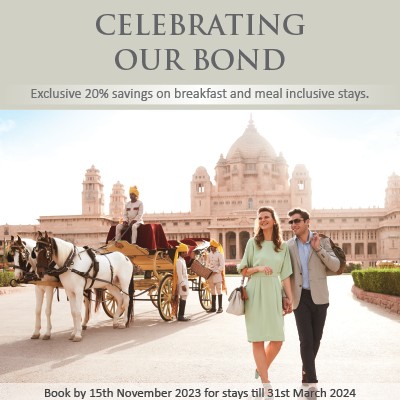 CELEBRATING
OUR BOND
Exclusive 20% savings on breakfast and meal inclusive stays.
Book by 15th November 2023 for stays till 31st March 2024